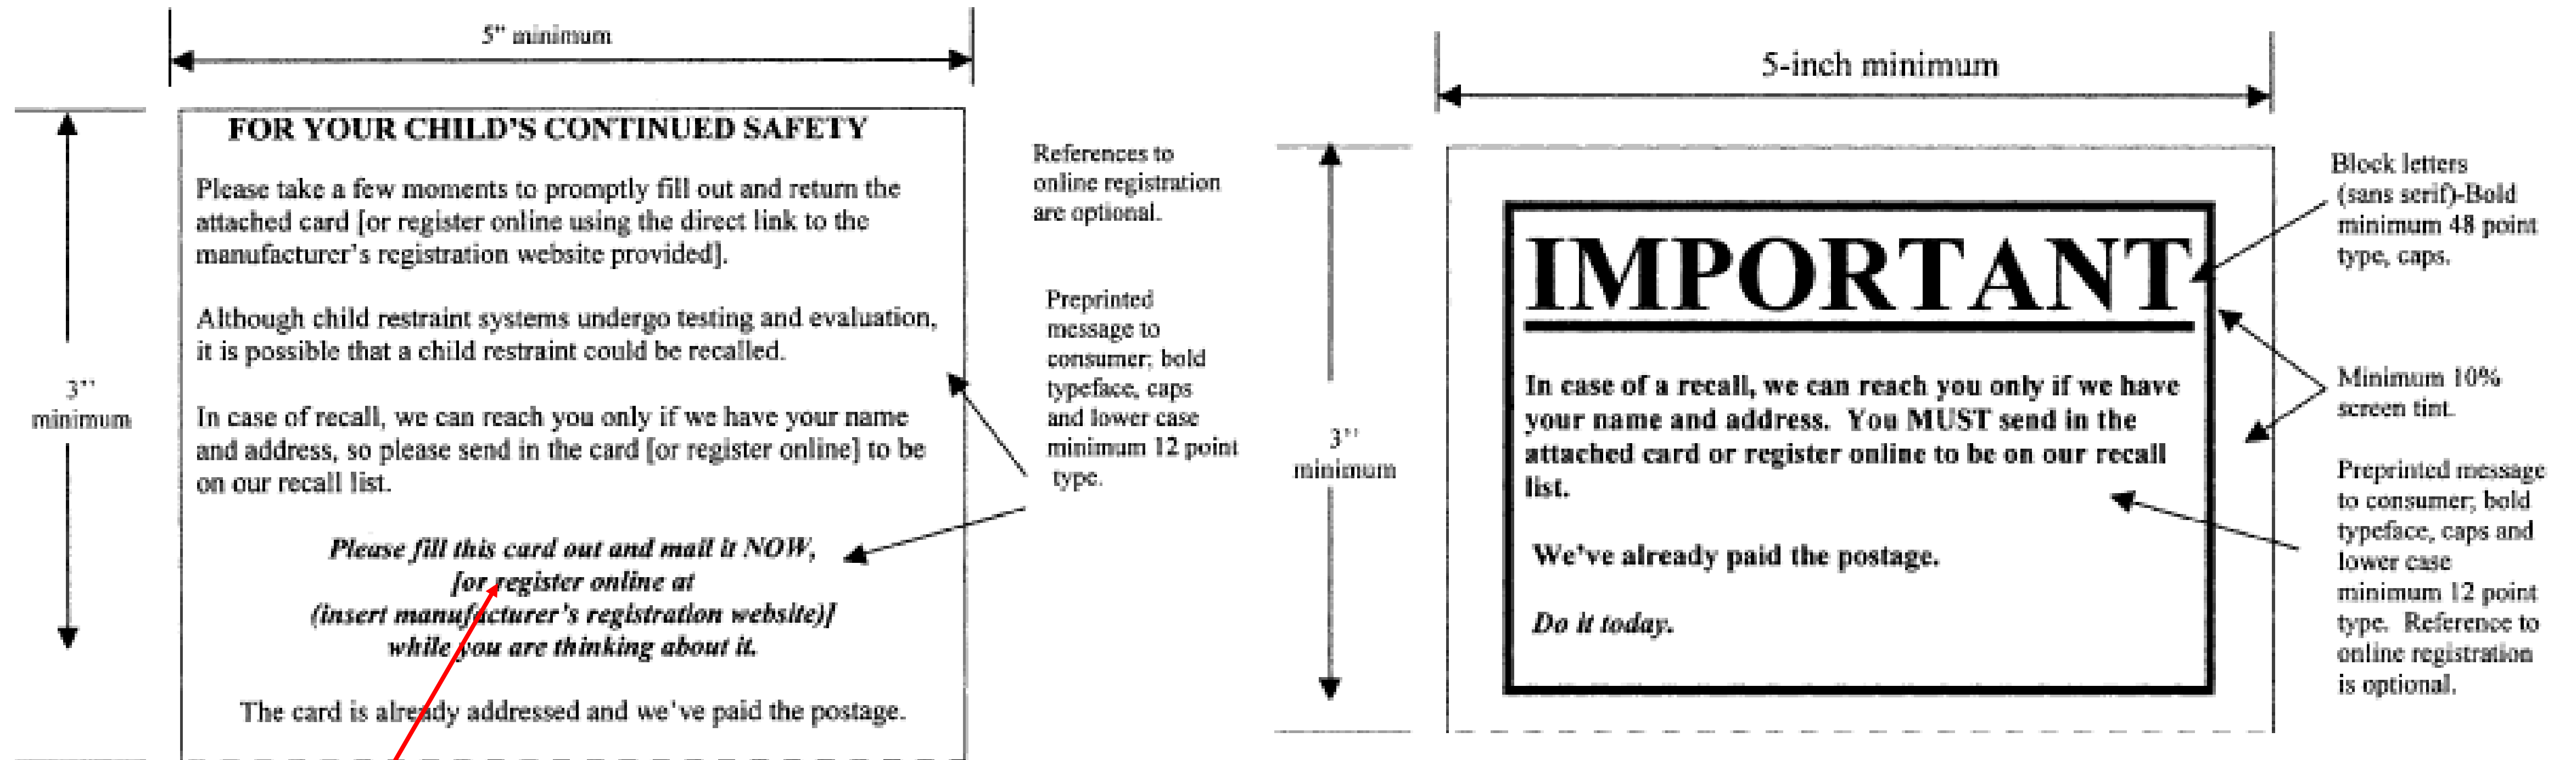 5" minimum
3"
minimum
FOR YOUR CHILD'S CONTINUED SAFETY
Please take a few moments to promptly fill out and return the
attached card [or register online using the direct link to the
manufacturer's registration website provided].
Although child restraint systems undergo testing and evaluation,
it is possible that a child restraint could be recalled.
In case of recall, we can reach you only if we have your name
and address, so please send in the card [or register online] to be
on our recall list.
Please fill this card out and mail it NOW,
[or register online at
(insert manufacturer's registration website)]
while you are thinking about it.
The card is already addressed and we've paid the postage.
References to
online registration
are optional.
Preprinted
message to
consumer; bold
typeface, caps
and lower case
minimum 12 point
type.
5-inch minimum
3"
minimum
IMPORTANT
In case of a recall, we can reach you only if we have
your name and address. You MUST send in the
attached card or register online to be on our recall
list.
We've already paid the postage.
Do it today.
Block letters
(sans serif)-Bold
minimum 48 point
type, caps.
Minimum 10%
screen tint.
Preprinted message
to consumer; bold
typeface, caps and
lower case
minimum 12 point
type. Reference to
online registration
is optional.